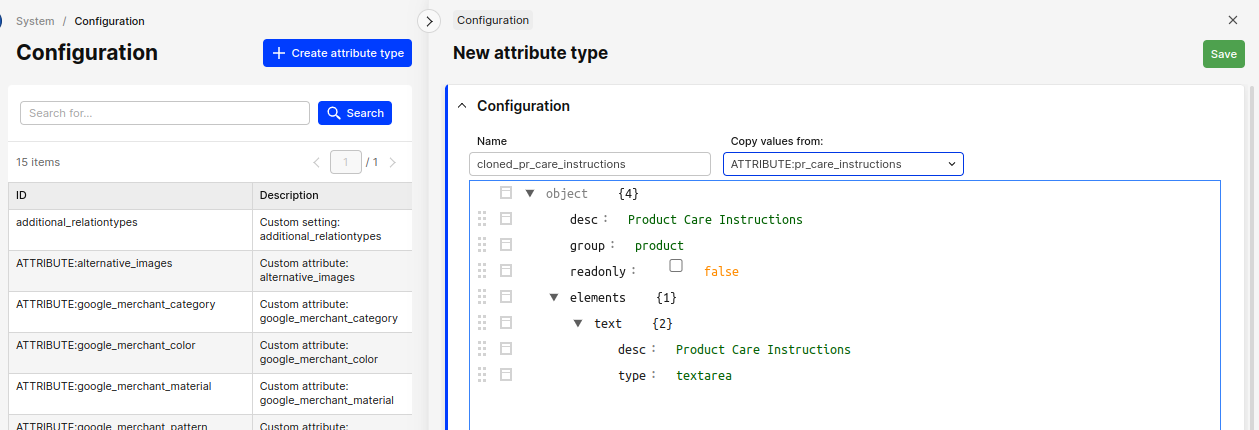 System / Configuration
Configuration
Create attribute type
Search for...
Search
15 items
1 / 1
ID Description
additional_relationtypes Custom setting:
additional_relationtypes
ATTRIBUTE:alternative_images Custom attribute:
alternative_images
ATTRIBUTE:google_merchant_category Custom attribute:
google_merchant_category
ATTRIBUTE:google_merchant_color Custom attribute:
google_merchant_color
ATTRIBUTE:google_merchant_material Custom attribute:
google_merchant_material
ATTRIBUTE:google_merchant_pattern Custom attribute:
Configuration
New attribute type
Save
Configuration
Name Copy values from:
cloned_pr_care_instructions ATTRIBUTE:pr_care_instructions
object {4}
desc : Product Care Instructions
group : product
readonly : false
elements {1}
text {2}
desc : Product Care Instructions
type : textarea